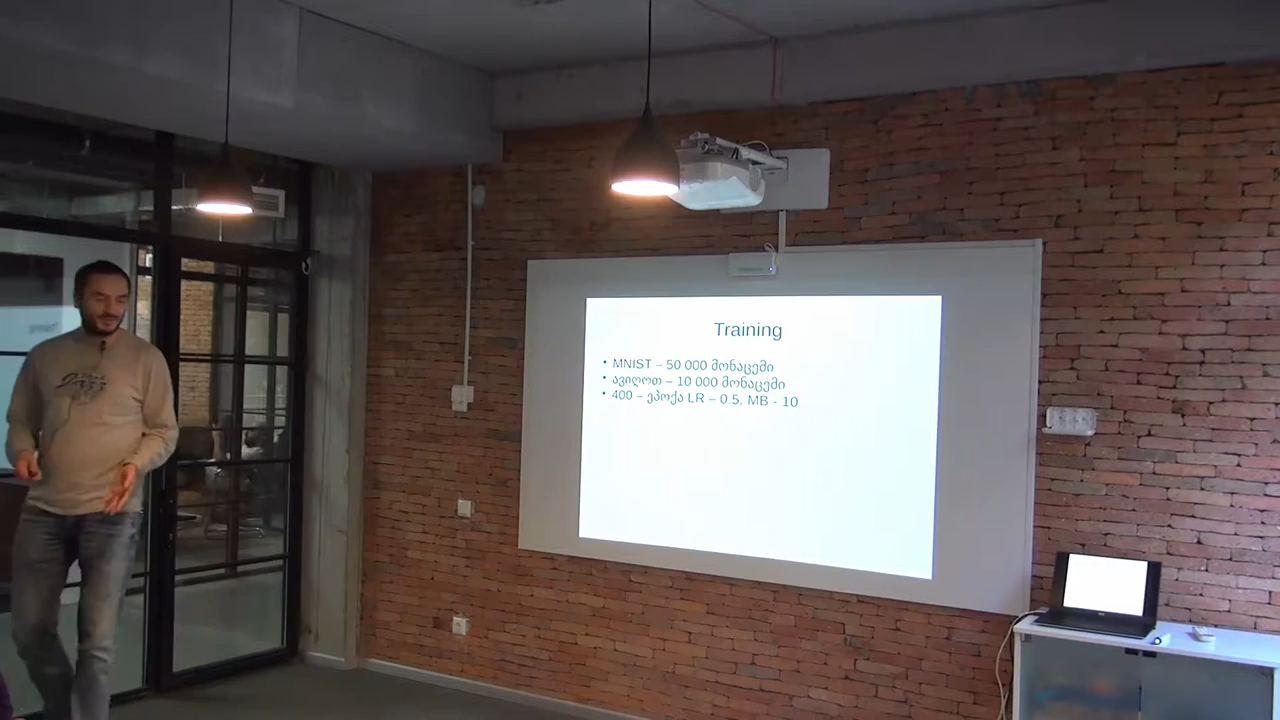 Training
• MNIST – 50 000 მონაცემი
• ავიღოთ – 10 000 მონაცემი
• 400 – ეპოქა LR – 0.5, MB - 10